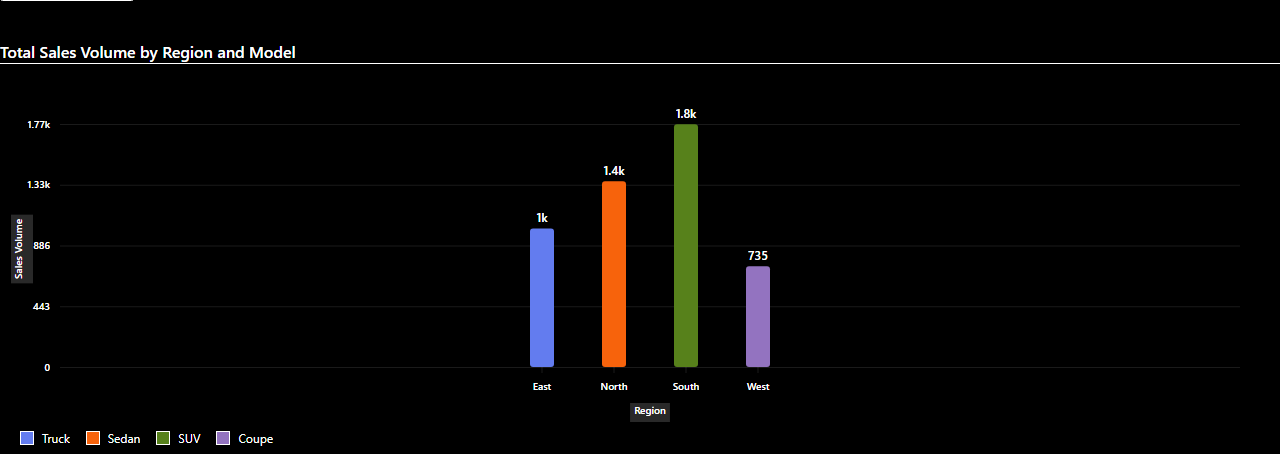 Total Sales Volume by Region and Model
1.8k
1.77k
1.4k
1.33k
1k
Sales Volume
886
735
443
0
East North South West
Region
Truck Sedan SUV Coupe